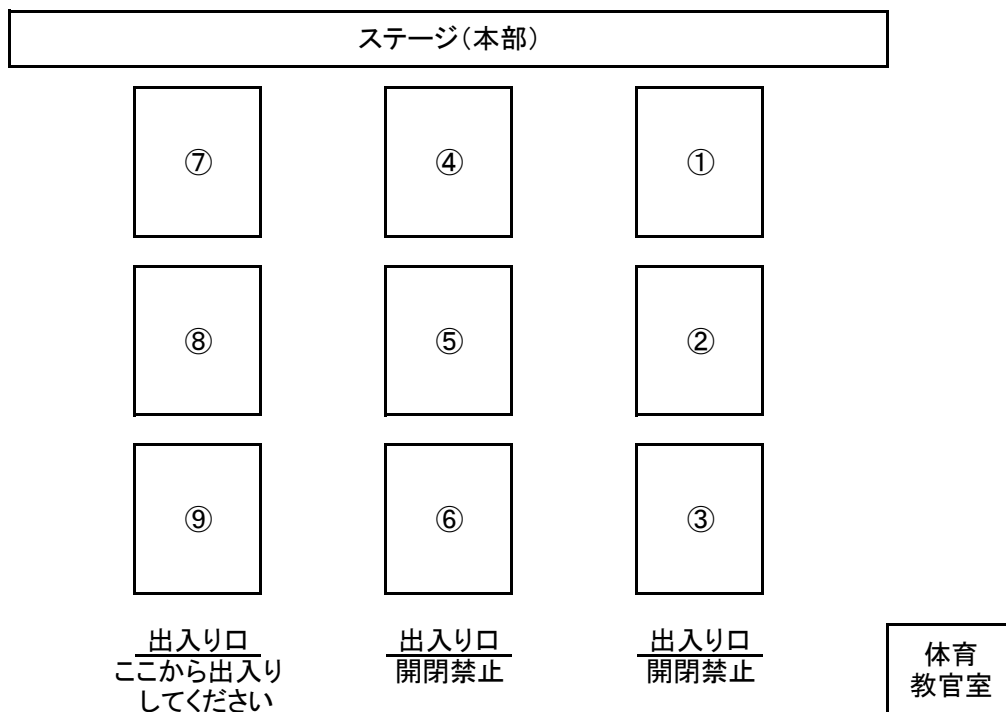 ステージ（本部）
⑦
④
①
⑧
⑤
②
⑨
⑥
③
出入り口
ここから出入り
してください
出入り口
開閉禁止
出入り口
開閉禁止
体育
教官室